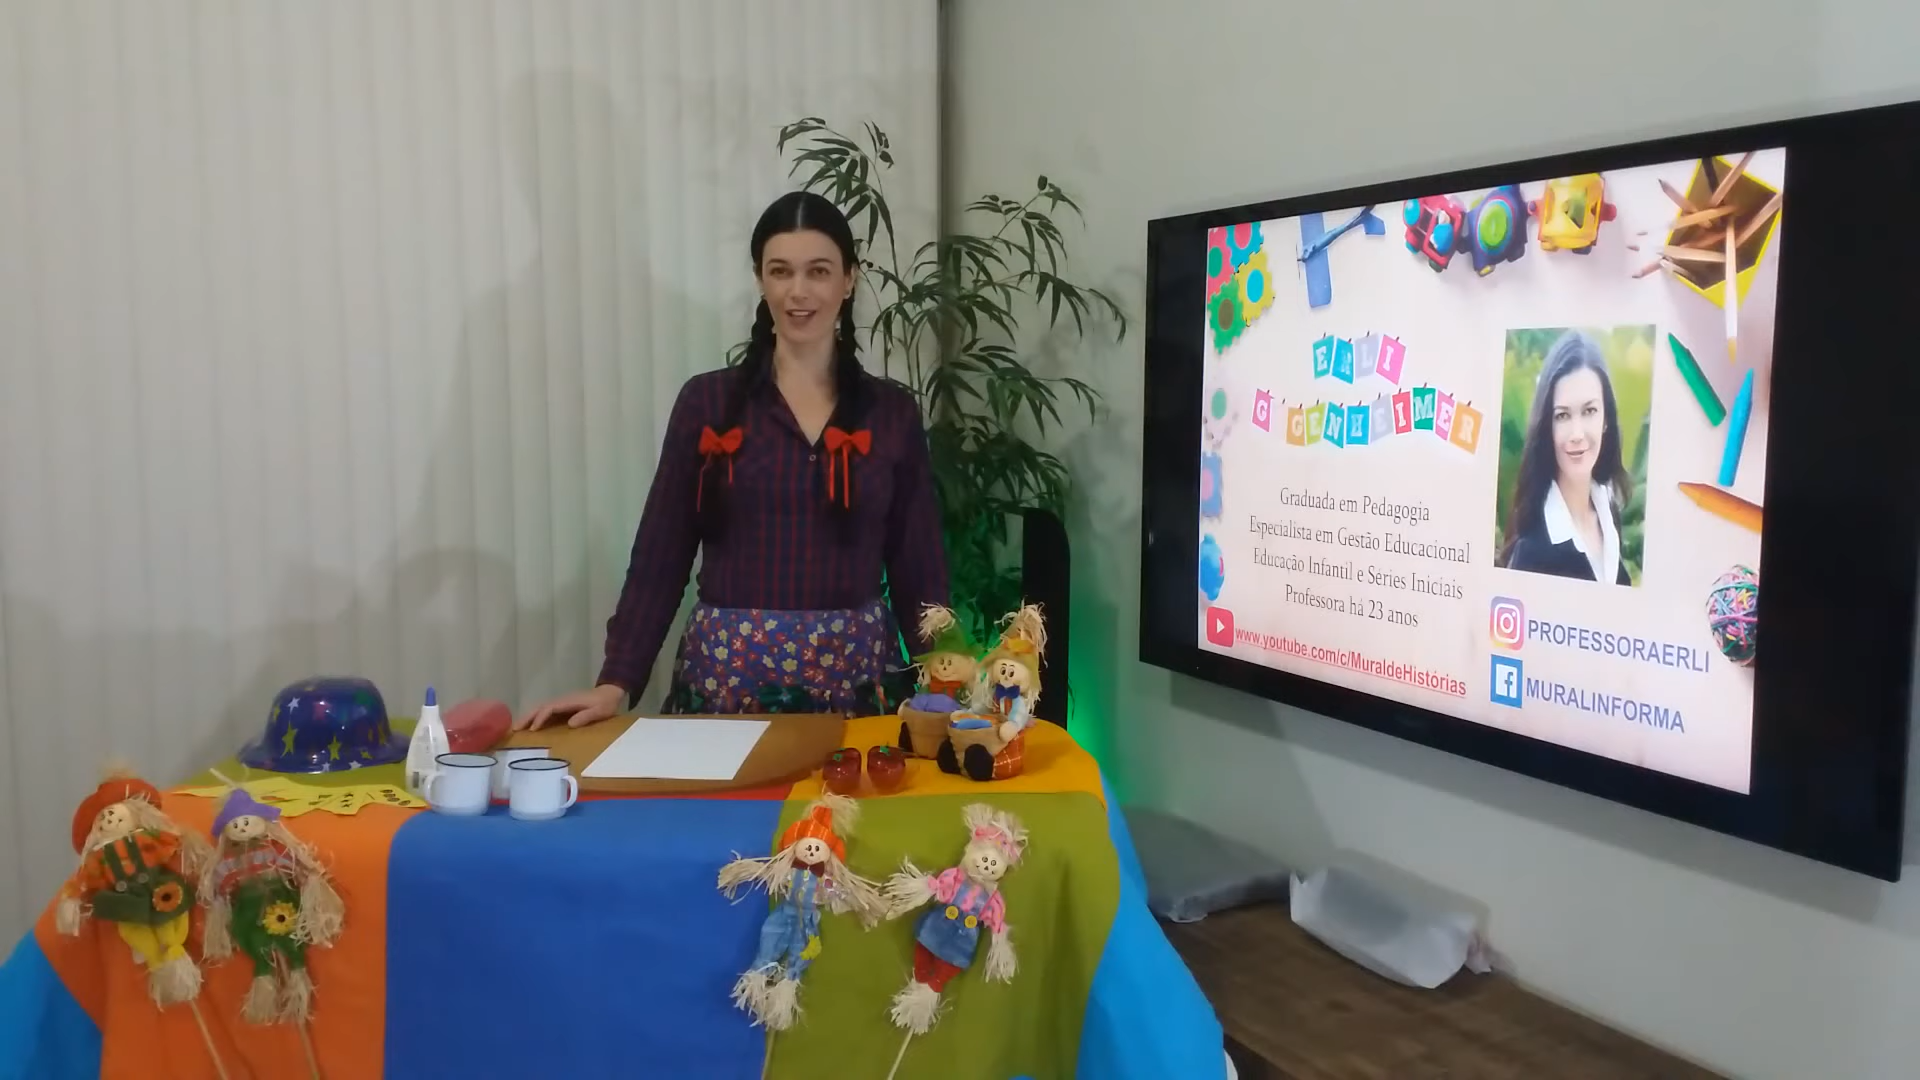 ERLI
G GENHEIMER
Graduada em Pedagogia
Especialista em Gestão Educacional
Educação Infantil e Séries Iniciais
Professora há 23 anos
www.youtube.com/c/MuraldeHistórias
PROFESSORAERLI
MURALINFORMA